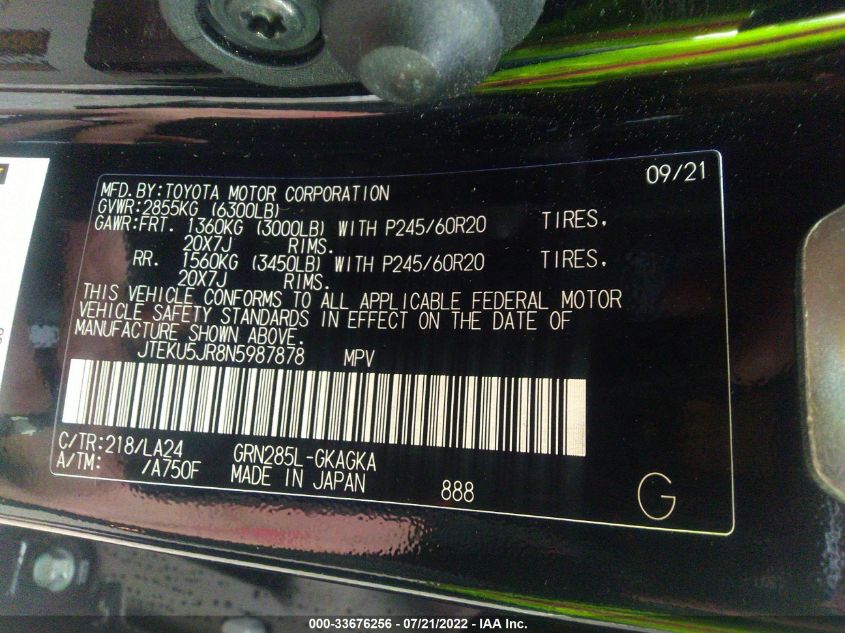 09/21
MFD.BY:TOYOTA MOTOR CORPORATION
GVWR:2855KG (6300LB)
GAWR:FRT. 1360KG (3000LB) WITH P245/60R20 TIRES.
20X7J RIMS.
RR. 1560KG (3450LB) WITH P245/60R20 TIRES.
20X7J RIMS.
THIS VEHICLE CONFORMS TO ALL APPLICABLE FEDERAL MOTOR
VEHICLE SAFETY STANDARDS IN EFFECT ON THE DATE OF
MANUFACTURE SHOWN ABOVE.
JTEKU5JR8N5987878 MPV
C/TR:218/LA24 GRN285L-GKAGKA
A/TM: /A750F MADE IN JAPAN 888
G
000-33676256 - 07/21/2022 - IAA Inc.